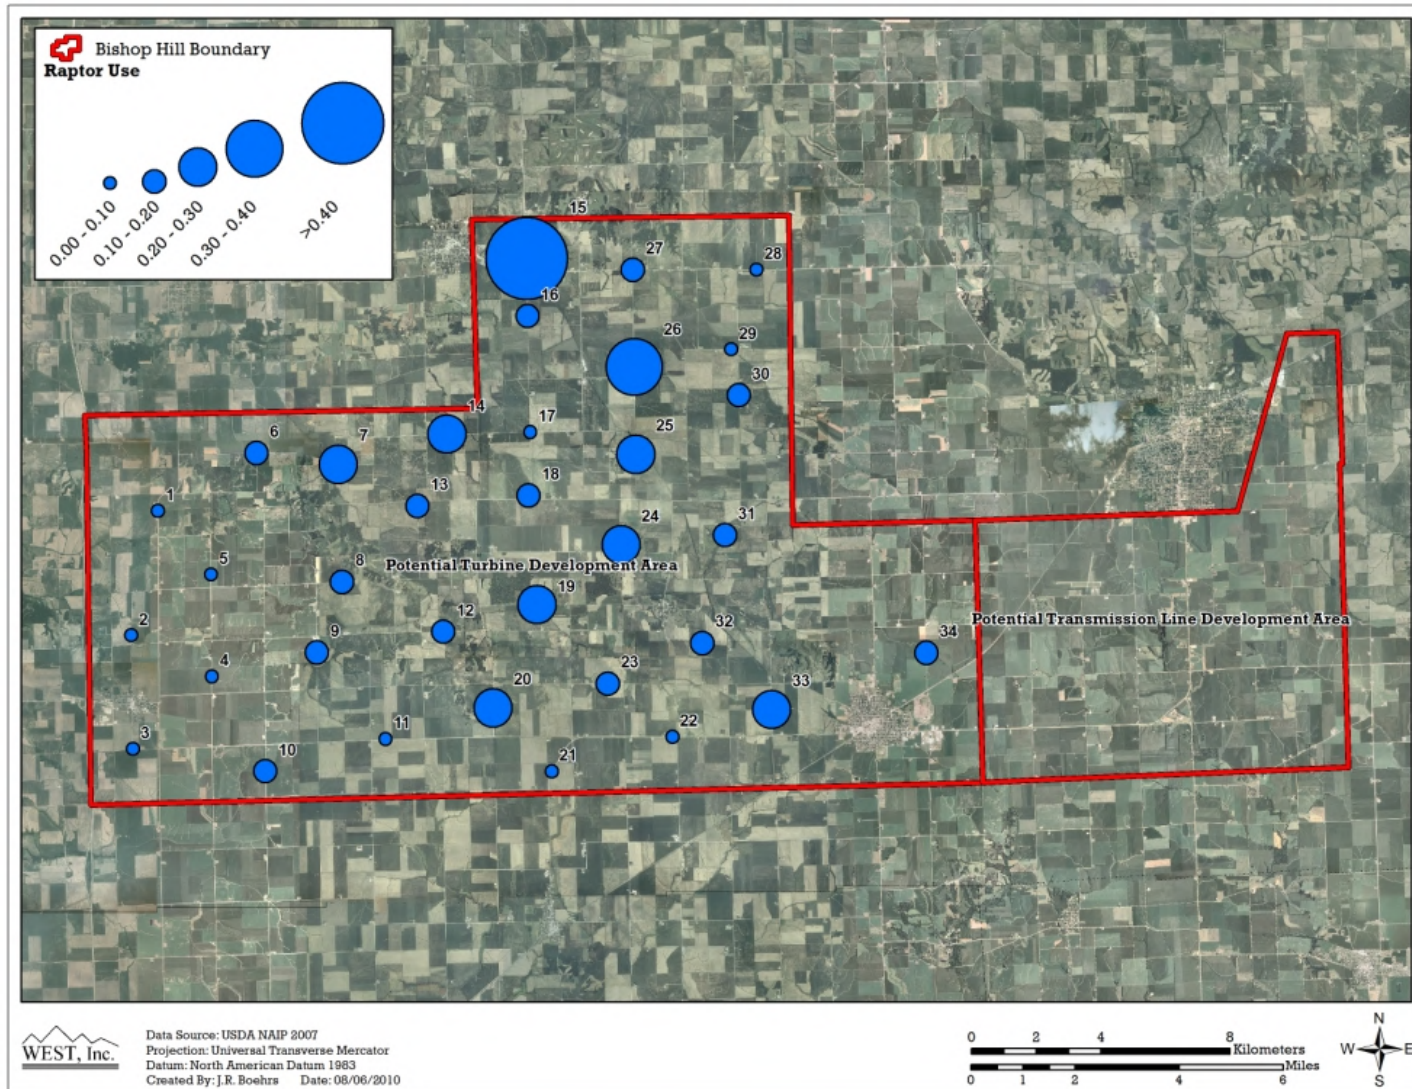 Bishop Hill Boundary
Raptor Use
0.00 - 0.10
0.10 - 0.20
0.20 - 0.30
0.30 - 0.40
>0.40
15
27
28
16
26
29
30
14
17
25
6
7
18
13
1
24
31
5
8
Potential Turbine Development Area
19
2
12
32
9
34
Potential Transmission Line Development Area
4
23
20
33
3
11
22
10
21
WEST, Inc.
Data Source: USDA NAIP 2007
Projection: Universal Transverse Mercator
Datum: North American Datum 1983
Created By: J.R. Boehrs Date: 08/06/2010
0 2 4 8
Kilometers
Miles
0 1 2 4 6
N
W E
S